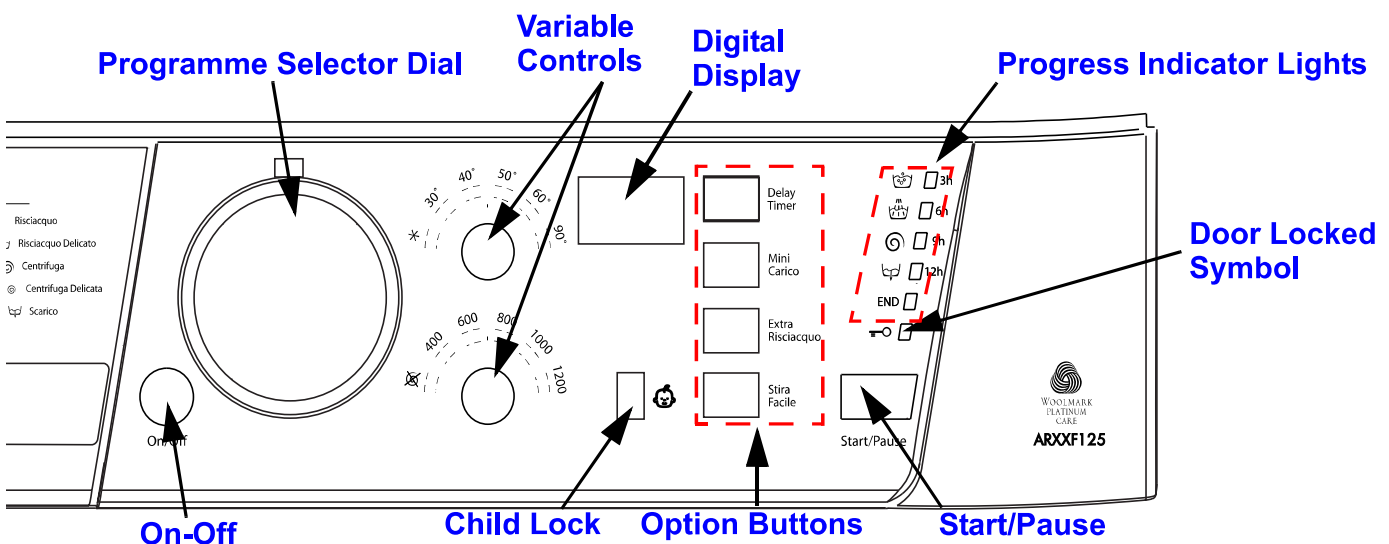 Variable
Controls
Digital
Display
Programme Selector Dial
Progress Indicator Lights
Risciacquo
Risciacquo Delicato
Centrifuga
Centrifuga Delicata
Scarico
On/Off
30°
40°
50°
60°
90°
400
600
800
1000
1200
Delay
Timer
Mini
Carico
Extra
Risciacquo
Stira
Facile
3h
m
6h
9h
12h
END
Door Locked
Symbol
Start/Pause
WOOLMARK
PLATINUM
CARE
ARXXF125
On-Off
Child Lock
Option Buttons
Start/Pause